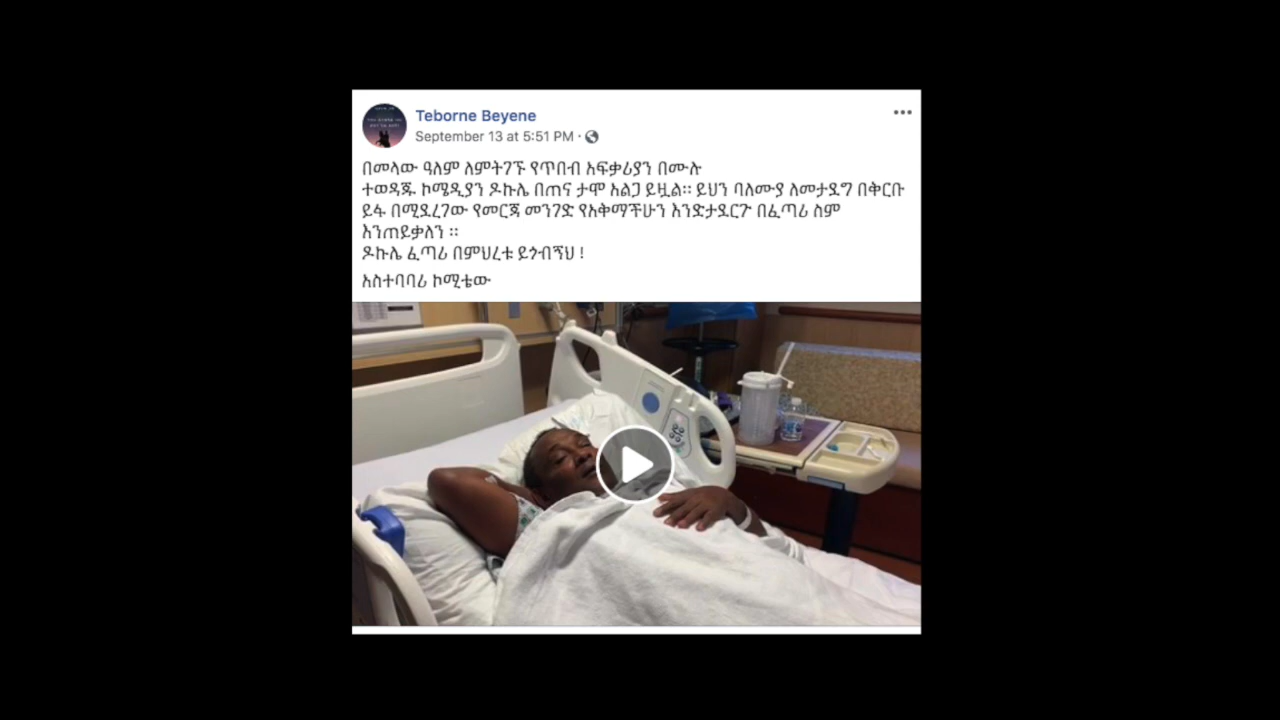 Teborne Beyene
September 13 at 5:51 PM ·
በመላው ዓለም ለምትገኙ የጥበብ አፍቃሪያን በሙሉ
ተወዳጁ ኮሜዲያን ዶኩሌ በጠና ታሞ አልጋ ይዟል። ይህን ባለሙያ ለመታደግ በቅርቡ
ይፋ በሚደረገው የመርጃ መንገድ የአቅማችሁን እንድታደርጉ በፈጣሪ ስም
እንጠይቃለን ።
ዶኩሌ ፈጣሪ በምህረቱ ይጎብኝህ !
አስተባባሪ ኮሚቴው